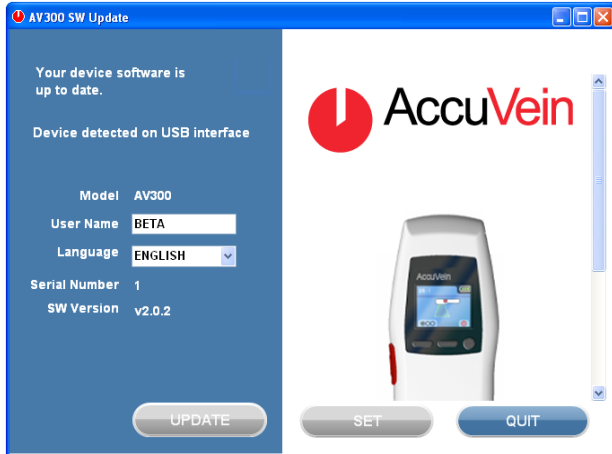 AV300 SW Update
Your device software is
up to date.
Device detected on USB interface
Model AV300
User Name BETA
Language ENGLISH
Serial Number 1
SW Version v2.0.2
UPDATE
AccuVein
AccuVein
SET
QUIT